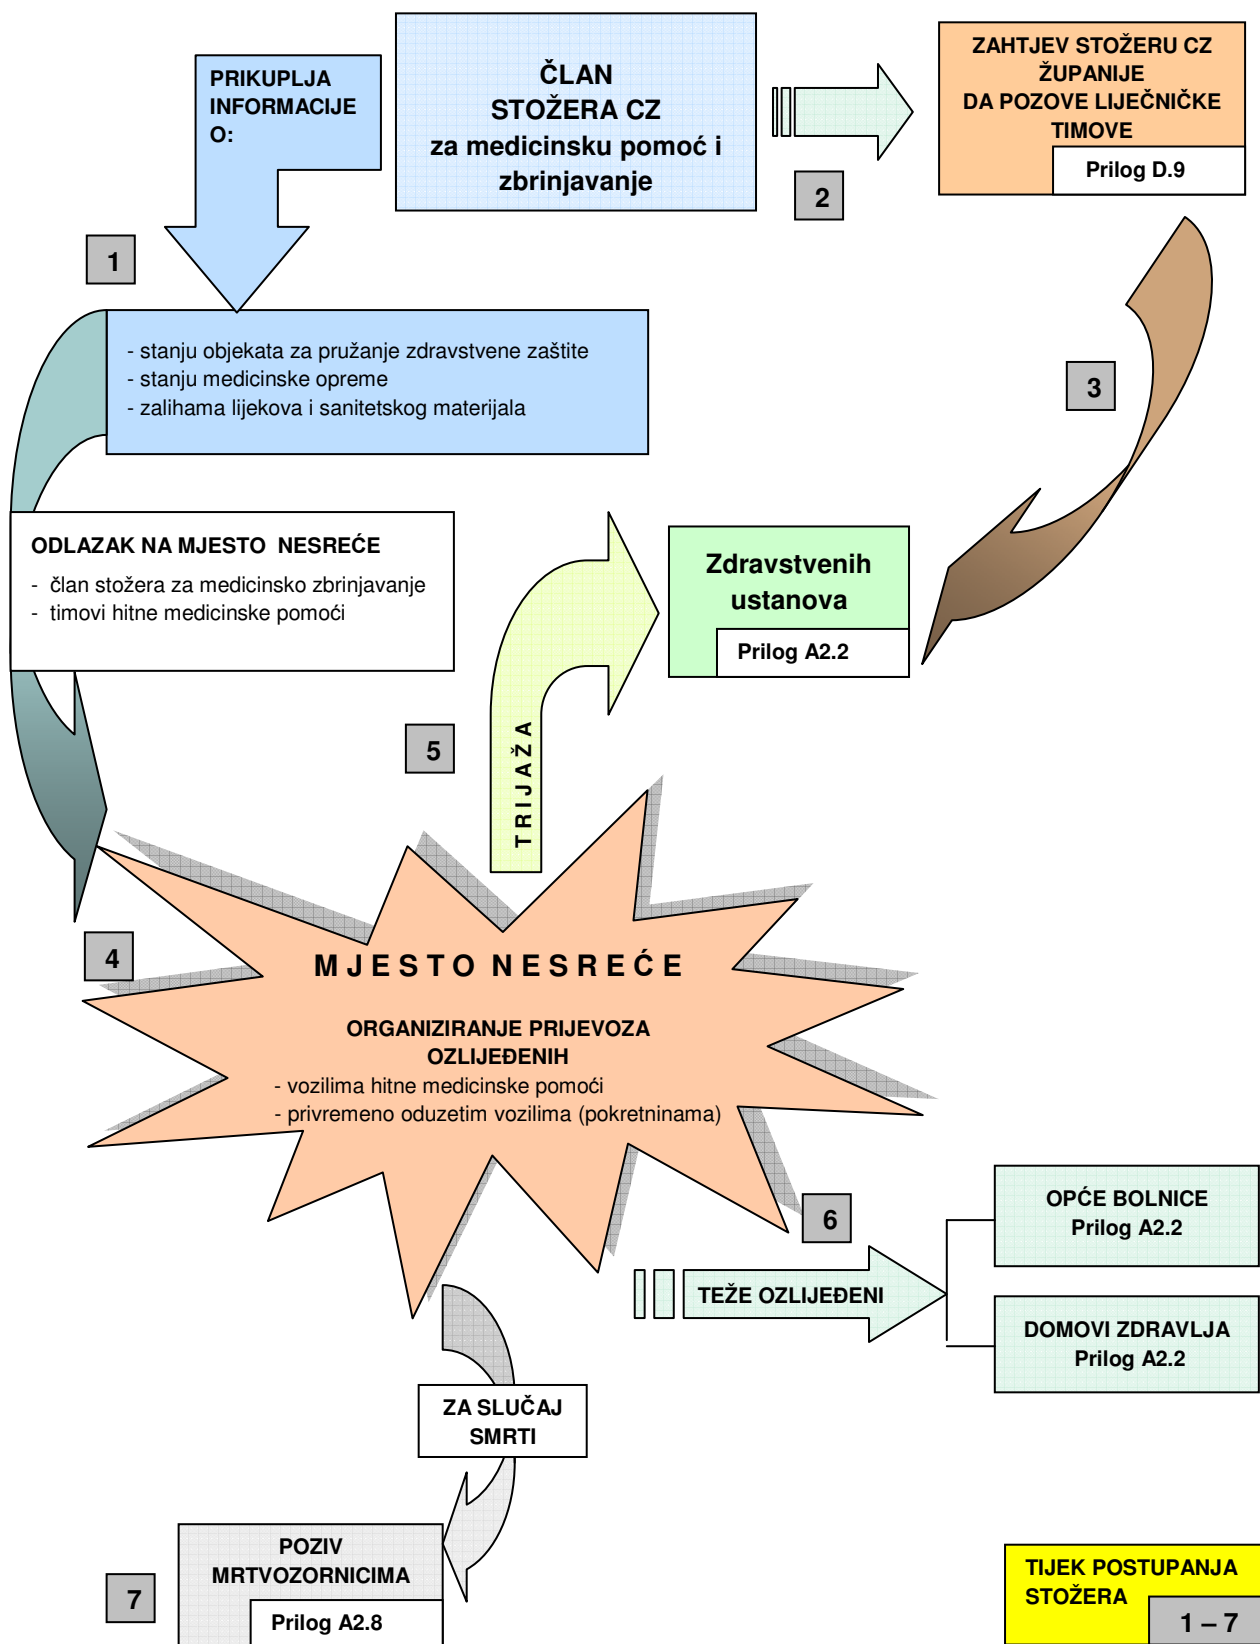 PRIKUPLJA
INFORMACIJE
O:
ČLAN
STOŽERA CZ
za medicinsku pomoć i
zbrinjavanje
ZAHTJEV STOŽERU CZ
ŽUPANIJE
DA POZOVE LIJEČNIČKE
TIMOVE
Prilog D.9
2
1
- stanju objekata za pružanje zdravstvene zaštite
- stanju medicinske opreme
- zalihama lijekova i sanitetskog materijala
3
ODLAZAK NA MJESTO NESREĆE
- član stožera za medicinsko zbrinjavanje
- timovi hitne medicinske pomoći
Zdravstvenih
ustanova
Prilog A2.2
5
TRIJAŽA
4
MJESTO NESREĆE
ORGANIZIRANJE PRIJEVOZA
OZLIJEĐENIH
- vozilima hitne medicinske pomoći
- privremeno oduzetim vozilima (pokretninama)
6
TEŽE OZLIJEĐENI
OPĆE BOLNICE
Prilog A2.2
DOMOVI ZDRAVLJA
Prilog A2.2
ZA SLUČAJ
SMRTI
7
POZIV
MRTVOZORNICIMA
Prilog A2.8
TIJEK POSTUPANJA
STOŽERA
1 – 7